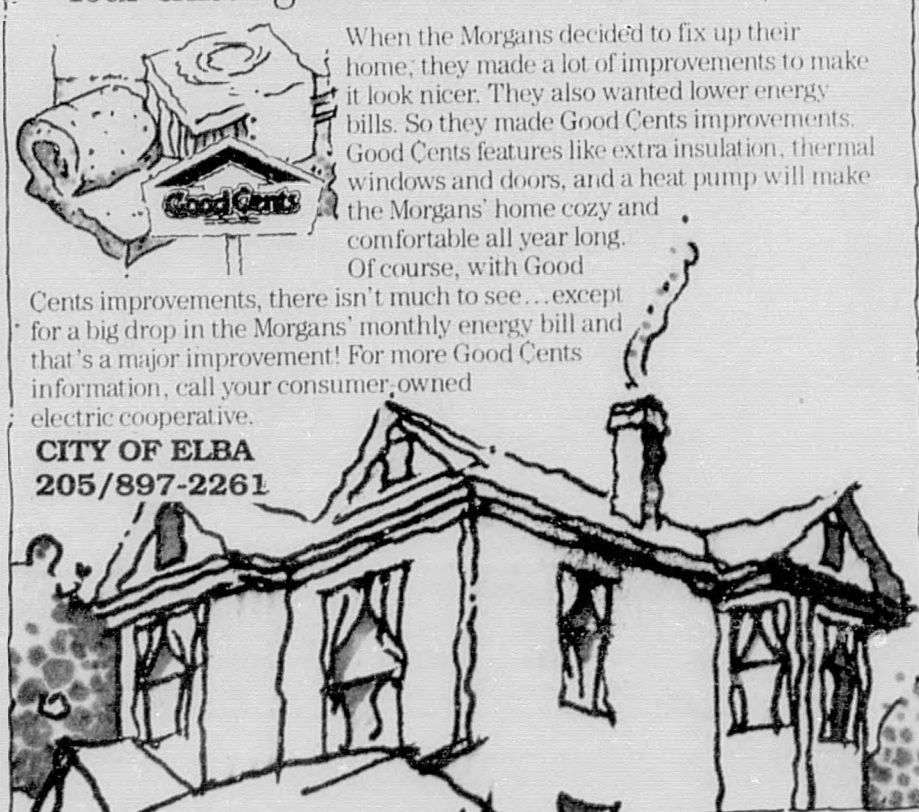 When the Morgans decided to fix up their
home, they made a lot of improvements to make
it look nicer. They also wanted lower energy
bills. So they made Good Cents improvements.
Good Cents features like extra insulation, thermal
windows and doors, and a heat pump will make
the Morgans' home cozy and
comfortable all year long.
Of course, with Good
Cents improvements, there isn't much to see...except
for a big drop in the Morgans' monthly energy bill and
that's a major improvement! For more Good Cents
information, call your consumer-owned
electric cooperative.
CITY OF ELBA
205/897-2261
Good Cents